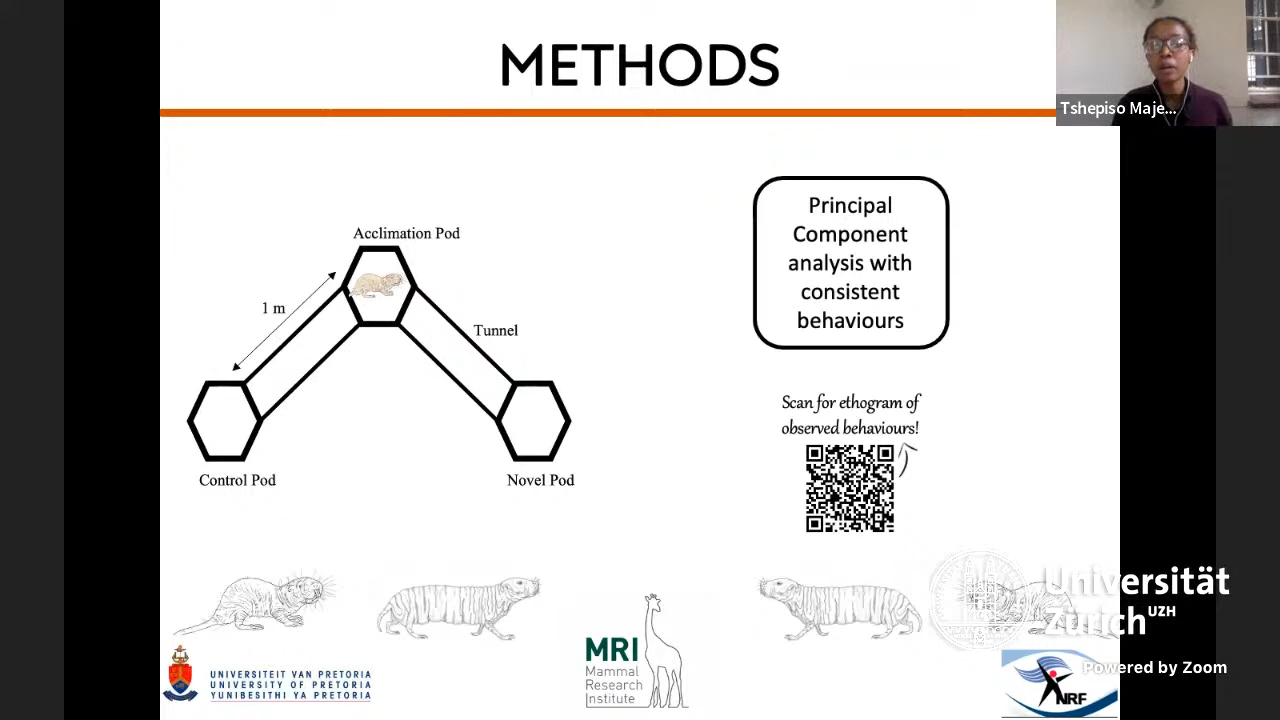 METHODS
Tshepiso Maje...
Acclimation Pod
1 m
Tunnel
Control Pod
Novel Pod
Principal
Component
analysis with
consistent
behaviours
Scan for ethogram of
observed behaviours!
UNIVERSITEIT VAN PRETORIA
UNIVERSITY OF PRETORIA
YUNIBESITHI YA PRETORIA
MRI
Mammal
Research
Institute
Universität
Zürich UZH
Powered by Zoom
NRF